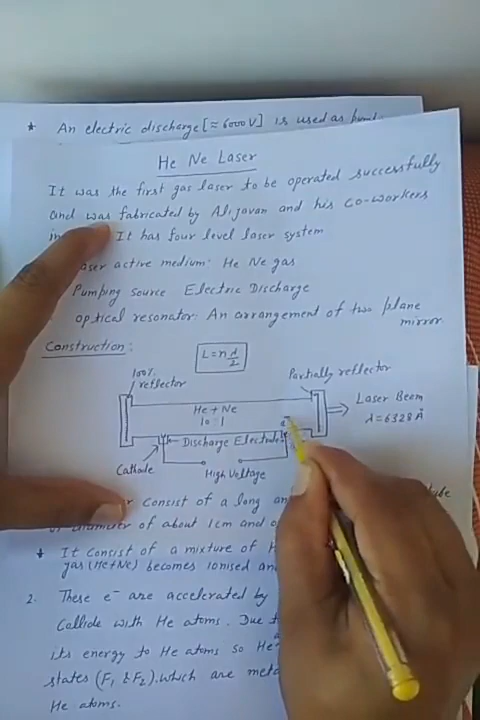 * An electric discharge [≈ 6000V] is used as
He Ne Laser
It was the first gas laser to be operated successfully
and was fabricated by Ali Javan and his co-workers
in It has four level laser system
Laser active medium: He Ne gas
Pumping Source Electric Discharge
optical resonator: An arrangement of two plane
mirror
Construction:
L = n λ/2
100%
reflector
Partially reflector
He + Ne
10 : 1
Laser Beam
λ = 6328 Å
Discharge Electrode
Cathode
High Voltage
consist of a long an tube
diameter of about 1cm and
* It consist of a mixture of H
gas (He+Ne) becomes ionised an
2. These e⁻ are accelerated by
Collide with He atoms. Due t
its energy to He atoms so He
states (F₁ & F₂). which are meta
He atoms.